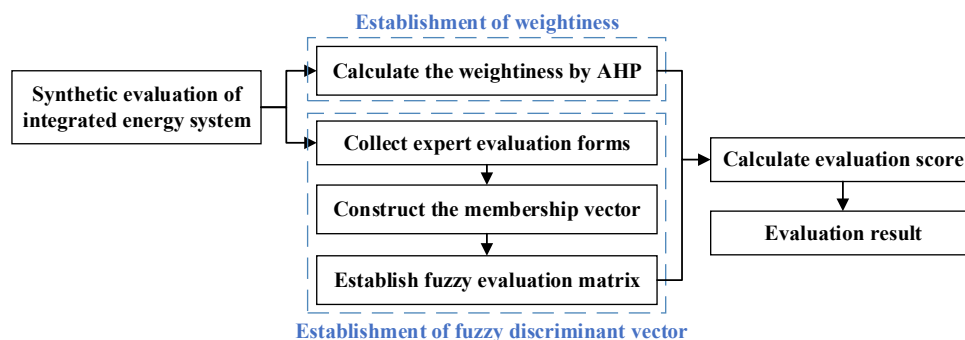 Establishment of weightiness
Calculate the weightiness by AHP
Synthetic evaluation of
integrated energy system
Collect expert evaluation forms
Construct the membership vector
Establish fuzzy evaluation matrix
Establishment of fuzzy discriminant vector
Calculate evaluation score
Evaluation result